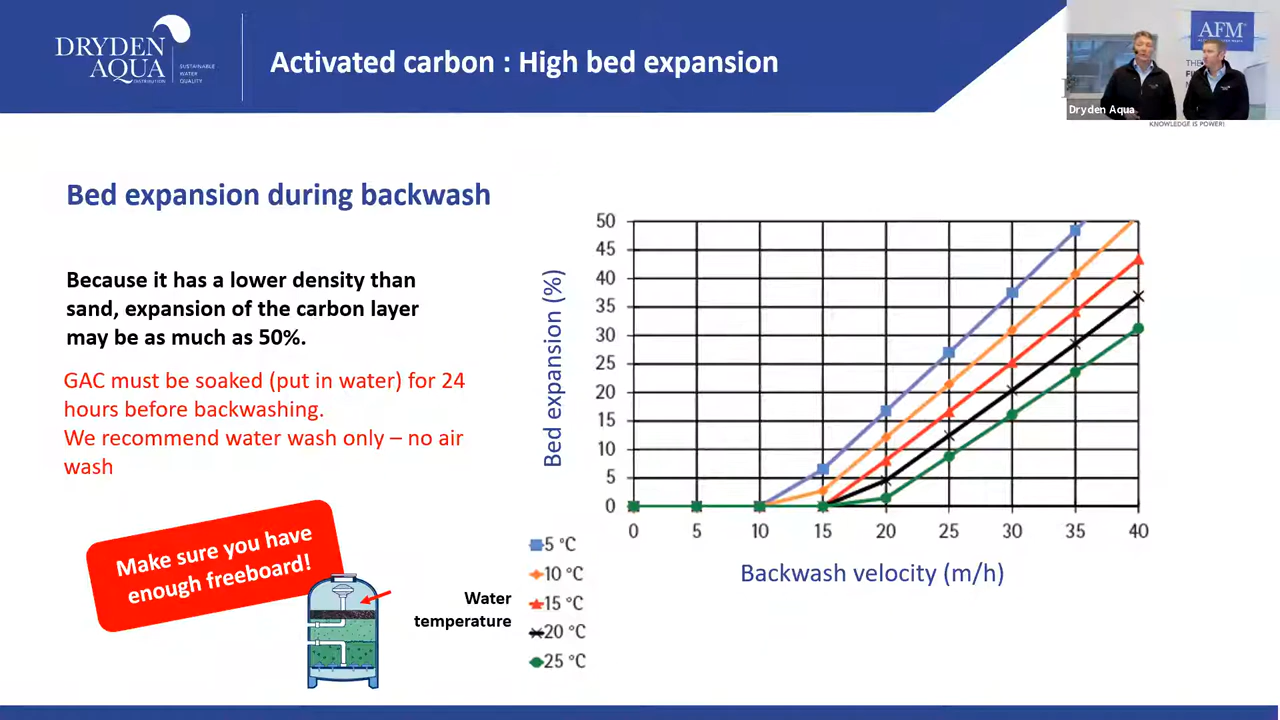 DRYDEN
AQUA
DISTRIBUTION
SUSTAINABLE
WATER
QUALITY
Activated carbon : High bed expansion
AFM
THE
FI
Dryden Aqua
KNOWLEDGE IS POWER!
Bed expansion during backwash
Because it has a lower density than
sand, expansion of the carbon layer
may be as much as 50%.
GAC must be soaked (put in water) for 24
hours before backwashing.
We recommend water wash only – no air
wash
Make sure you have
enough freeboard!
Water
temperature
Bed expansion (%)
50
45
40
35
30
25
20
15
10
5
0
0 5 10 15 20 25 30 35 40
Backwash velocity (m/h)
5 °C
10 °C
15 °C
20 °C
25 °C